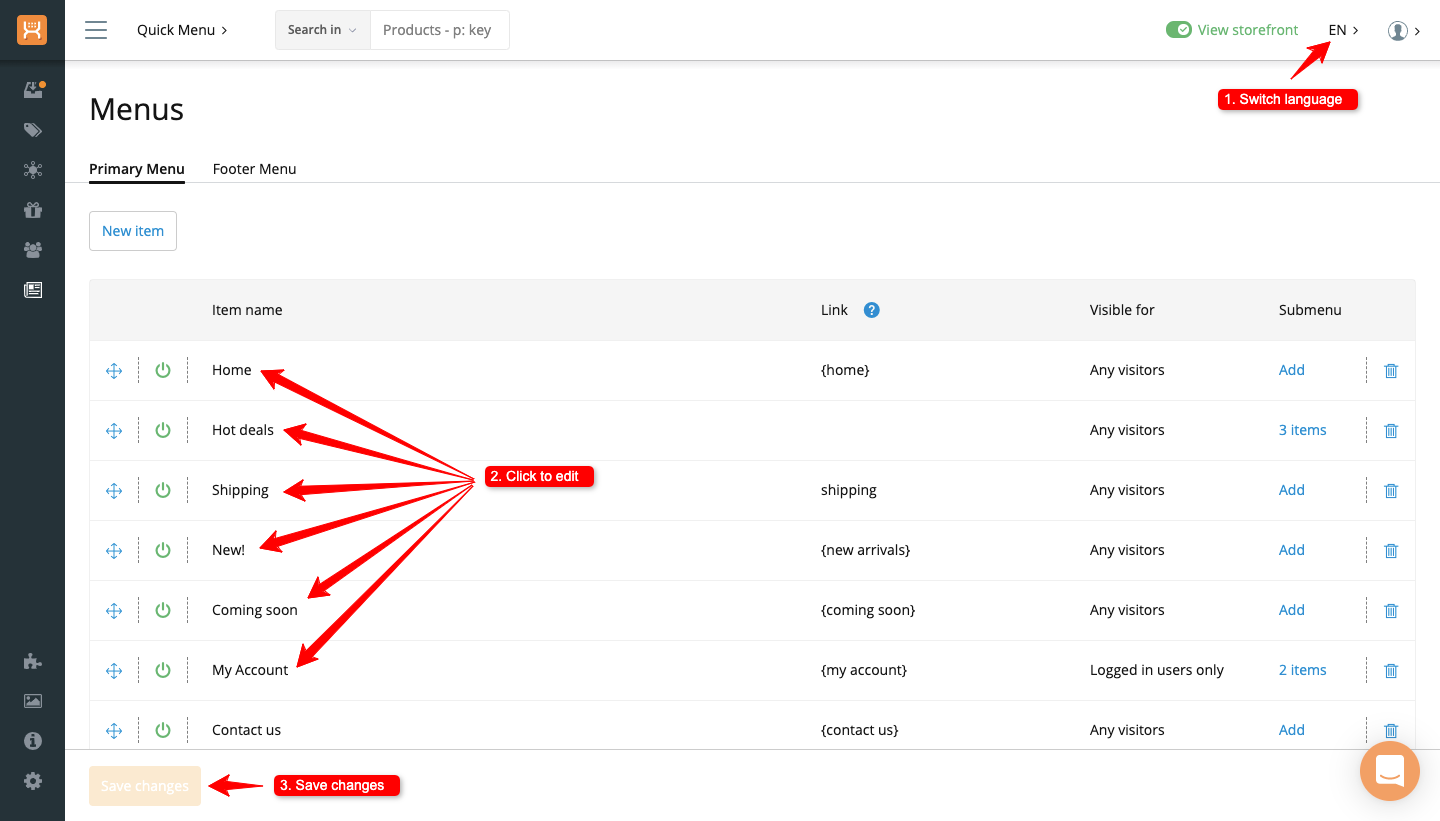 Quick Menu
Search in
Products - p: key
View storefront
EN
1. Switch language
Menus
Primary Menu
Footer Menu
New item
Item name Link ? Visible for Submenu
Home {home} Any visitors Add
Hot deals Any visitors 3 items
2. Click to edit
Shipping shipping Any visitors Add
New! {new arrivals} Any visitors Add
Coming soon {coming soon} Any visitors Add
My Account {my account} Logged in users only 2 items
Contact us {contact us} Any visitors Add
Save changes
3. Save changes